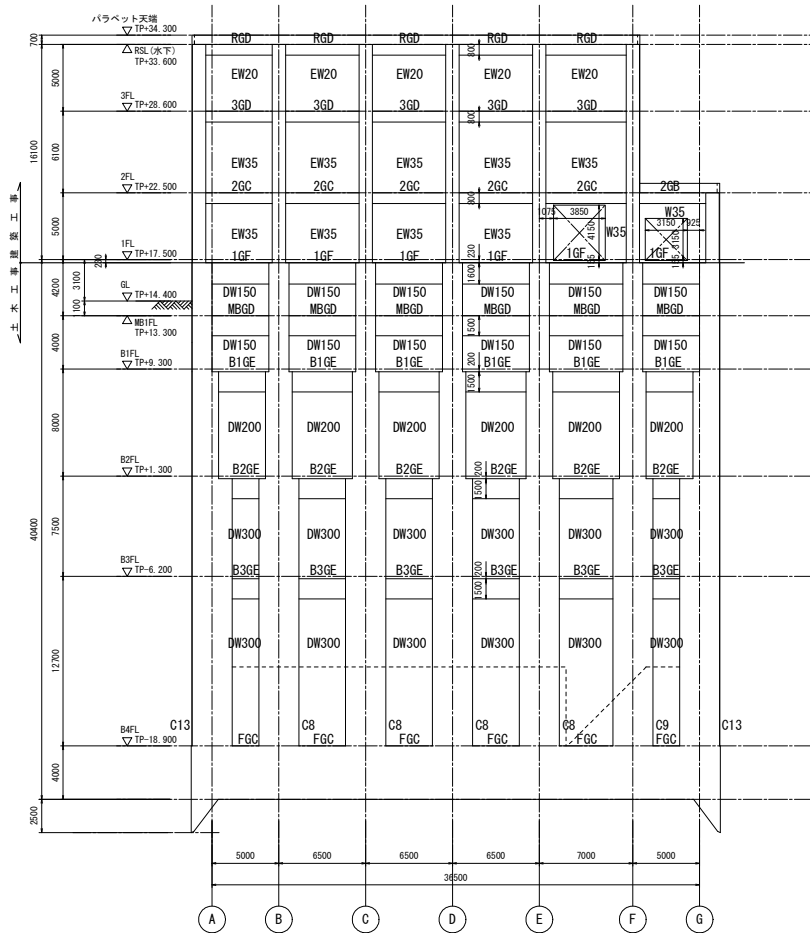 パラペット天端
TP+34.300
RGD RGD RGD RGD RGD
700
RSL(水下)
TP+33.600
800
5000
EW20 EW20 EW20 EW20 EW20
3FL
TP+28.600
3GD 3GD 3GD 3GD 3GD
800
16100
6100
EW35 EW35 EW35 EW35 EW35
2FL
TP+22.500
2GC 2GC 2GC 2GC 2GC 2GB
800
5000
1075 3850 4150 W35
W35 3150 925 3150
EW35 EW35 EW35 EW35
1FL
TP+17.500
1GF 1GF 1GF 1GF 1GF 1GF
230
230
建築工事
土木工事
3100
4200
1600
GL
TP+14.400
DW150 DW150 DW150 DW150 DW150 DW150
MBGD MBGD MBGD MBGD MBGD MBGD
100
MB1FL
TP+13.300
1500
4000
DW150 DW150 DW150 DW150 DW150 DW150
B1FL
TP+9.300
B1GE B1GE B1GE B1GE B1GE B1GE
200
1500
8000
DW200 DW200 DW200 DW200 DW200 DW200
B2FL
TP+1.300
B2GE B2GE B2GE B2GE B2GE B2GE
200
1500
40400
7500
DW300 DW300 DW300 DW300 DW300 DW300
B3FL
TP-6.200
B3GE B3GE B3GE B3GE B3GE B3GE
200
1500
12700
DW300 DW300 DW300 DW300 DW300 DW300
B4FL
TP-18.900
C13 C8 C8 C8 C8 C9 C13
FGC FGC FGC FGC FGC FGC
4000
2500
5000 6500 6500 6500 7000 5000
36500
A B C D E F G